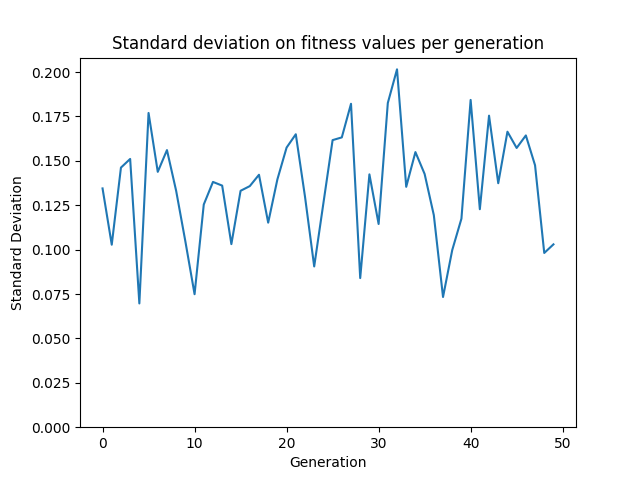 Standard deviation on fitness values per generation
0.200
0.175
0.150
0.125
0.100
0.075
0.050
0.025
0.000
Standard Deviation
0 10 20 30 40 50
Generation